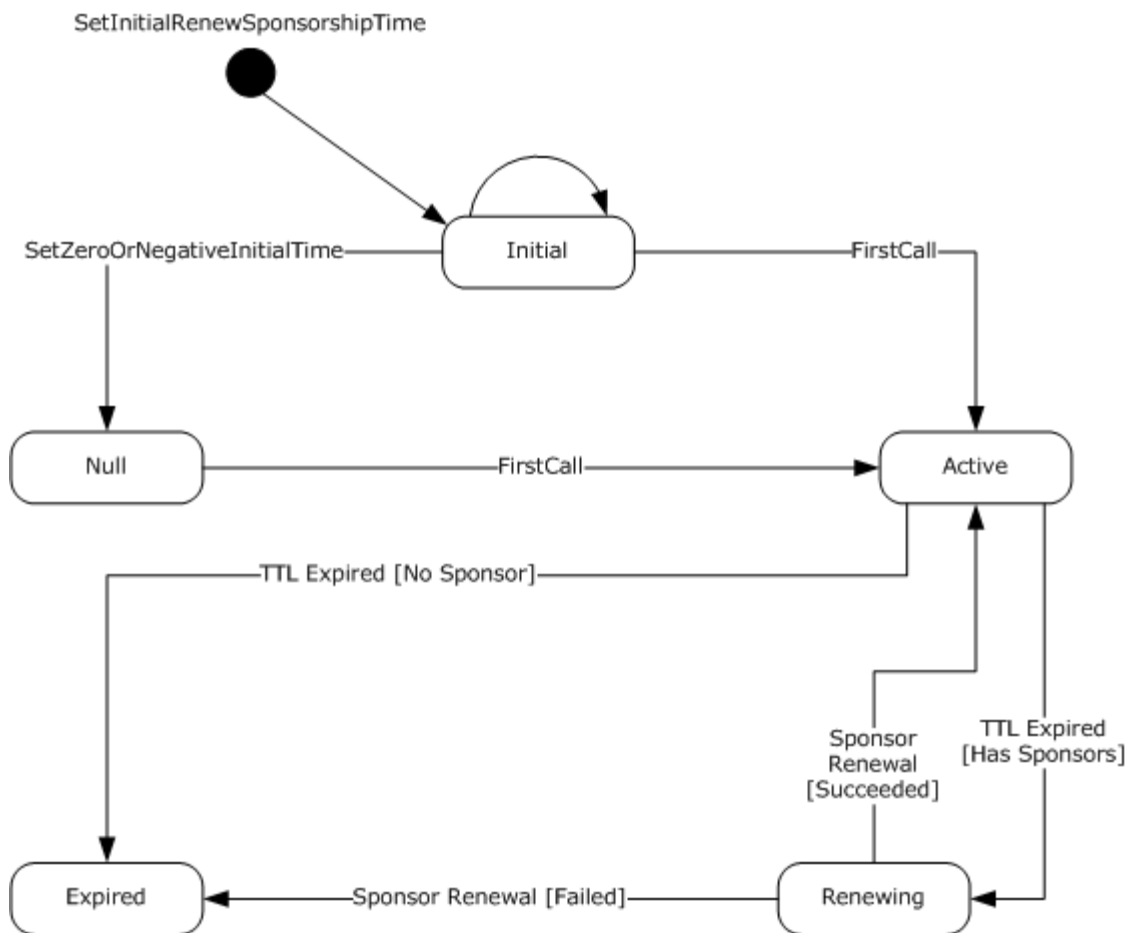 SetInitialRenewSponsorshipTime
SetZeroOrNegativeInitialTime
Initial
FirstCall
Null
FirstCall
Active
TTL Expired [No Sponsor]
Sponsor
Renewal
[Succeeded]
TTL Expired
[Has Sponsors]
Expired
Sponsor Renewal [Failed]
Renewing